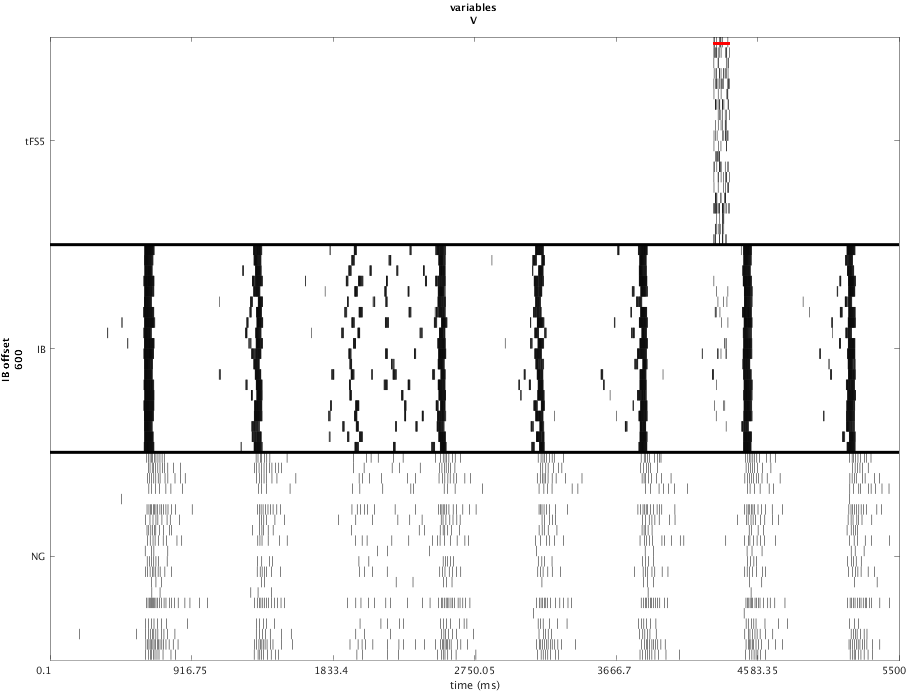 variables
V
tFS5
IB
NG
IB offset
600
0.1 916.75 1833.4 2750.05 3666.7 4583.35 5500
time (ms)